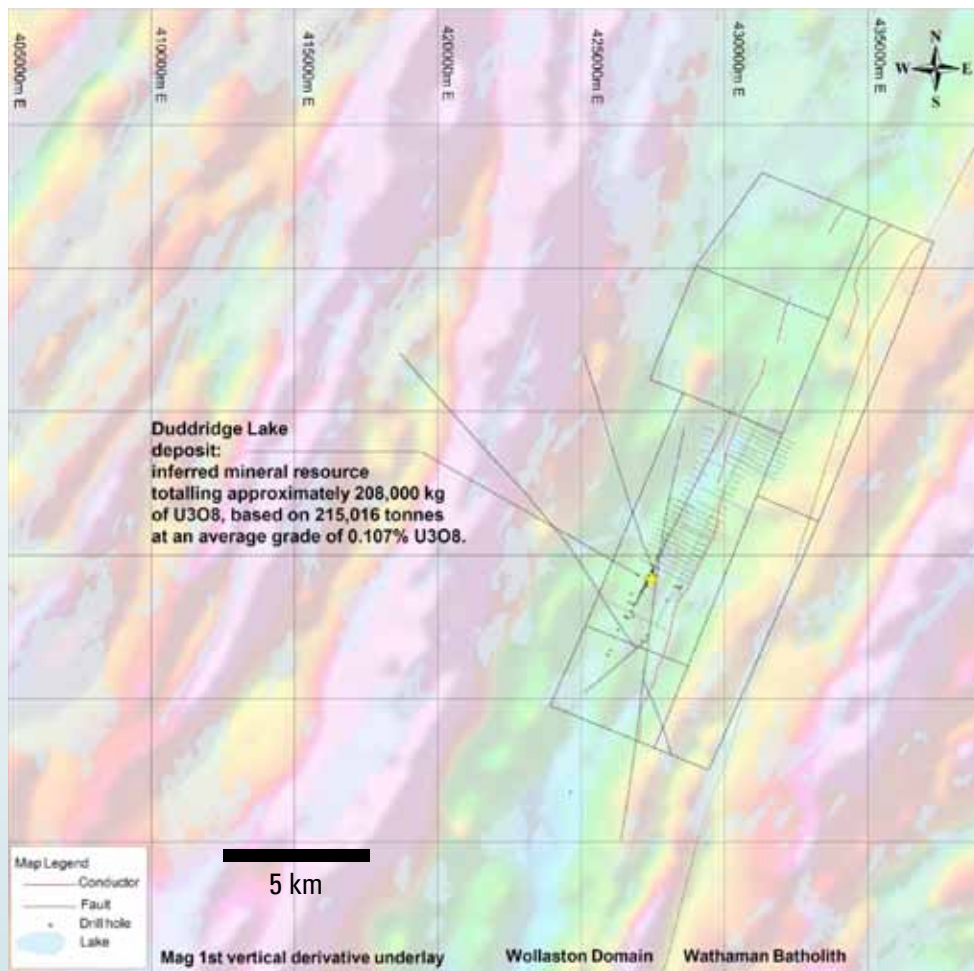 405000m E
410000m E
415000m E
420000m E
425000m E
430000m E
435000m E
N
W E
S
Duddridge Lake
deposit:
inferred mineral resource
totalling approximately 208,000 kg
of U3O8, based on 215,016 tonnes
at an average grade of 0.107% U3O8.
5 km
Map Legend
Conductor
Fault
Drill hole
Lake
Mag 1st vertical derivative underlay
Wollaston Domain
Wathaman Batholith